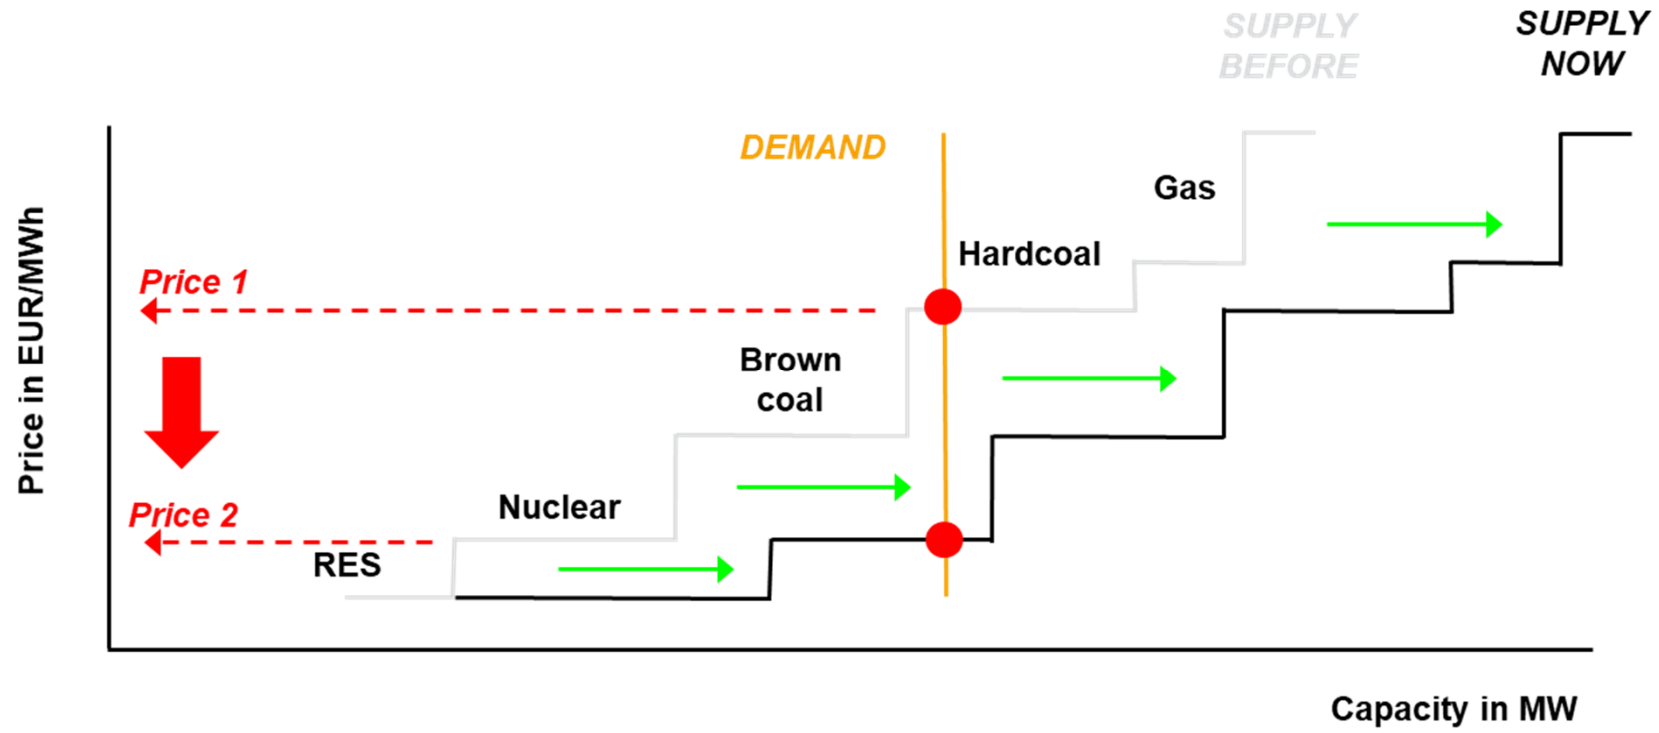 SUPPLY
BEFORE
SUPPLY
NOW
DEMAND
Gas
Hardcoal
Price 1
Brown
coal
Nuclear
Price 2
RES
Price in EUR/MWh
Capacity in MW